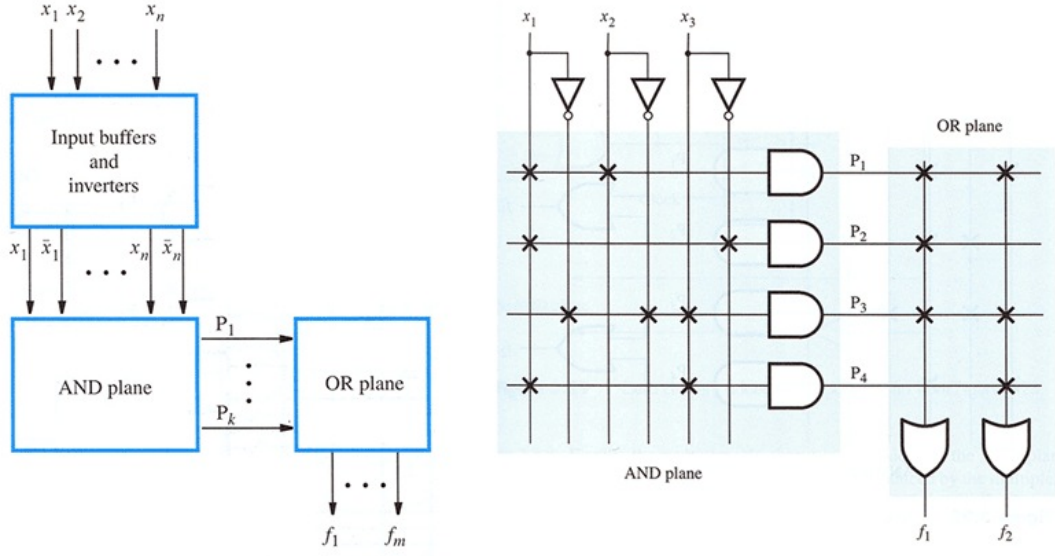 x₁ x₂ ... xₙ
Input buffers
and
inverters
x₁ x̄₁ ... xₙ x̄ₙ
AND plane
P₁
⋮
Pₖ
OR plane
f₁ ... fₘ
x₁ x₂ x₃
OR plane
P₁
P₂
P₃
P₄
AND plane
f₁ f₂